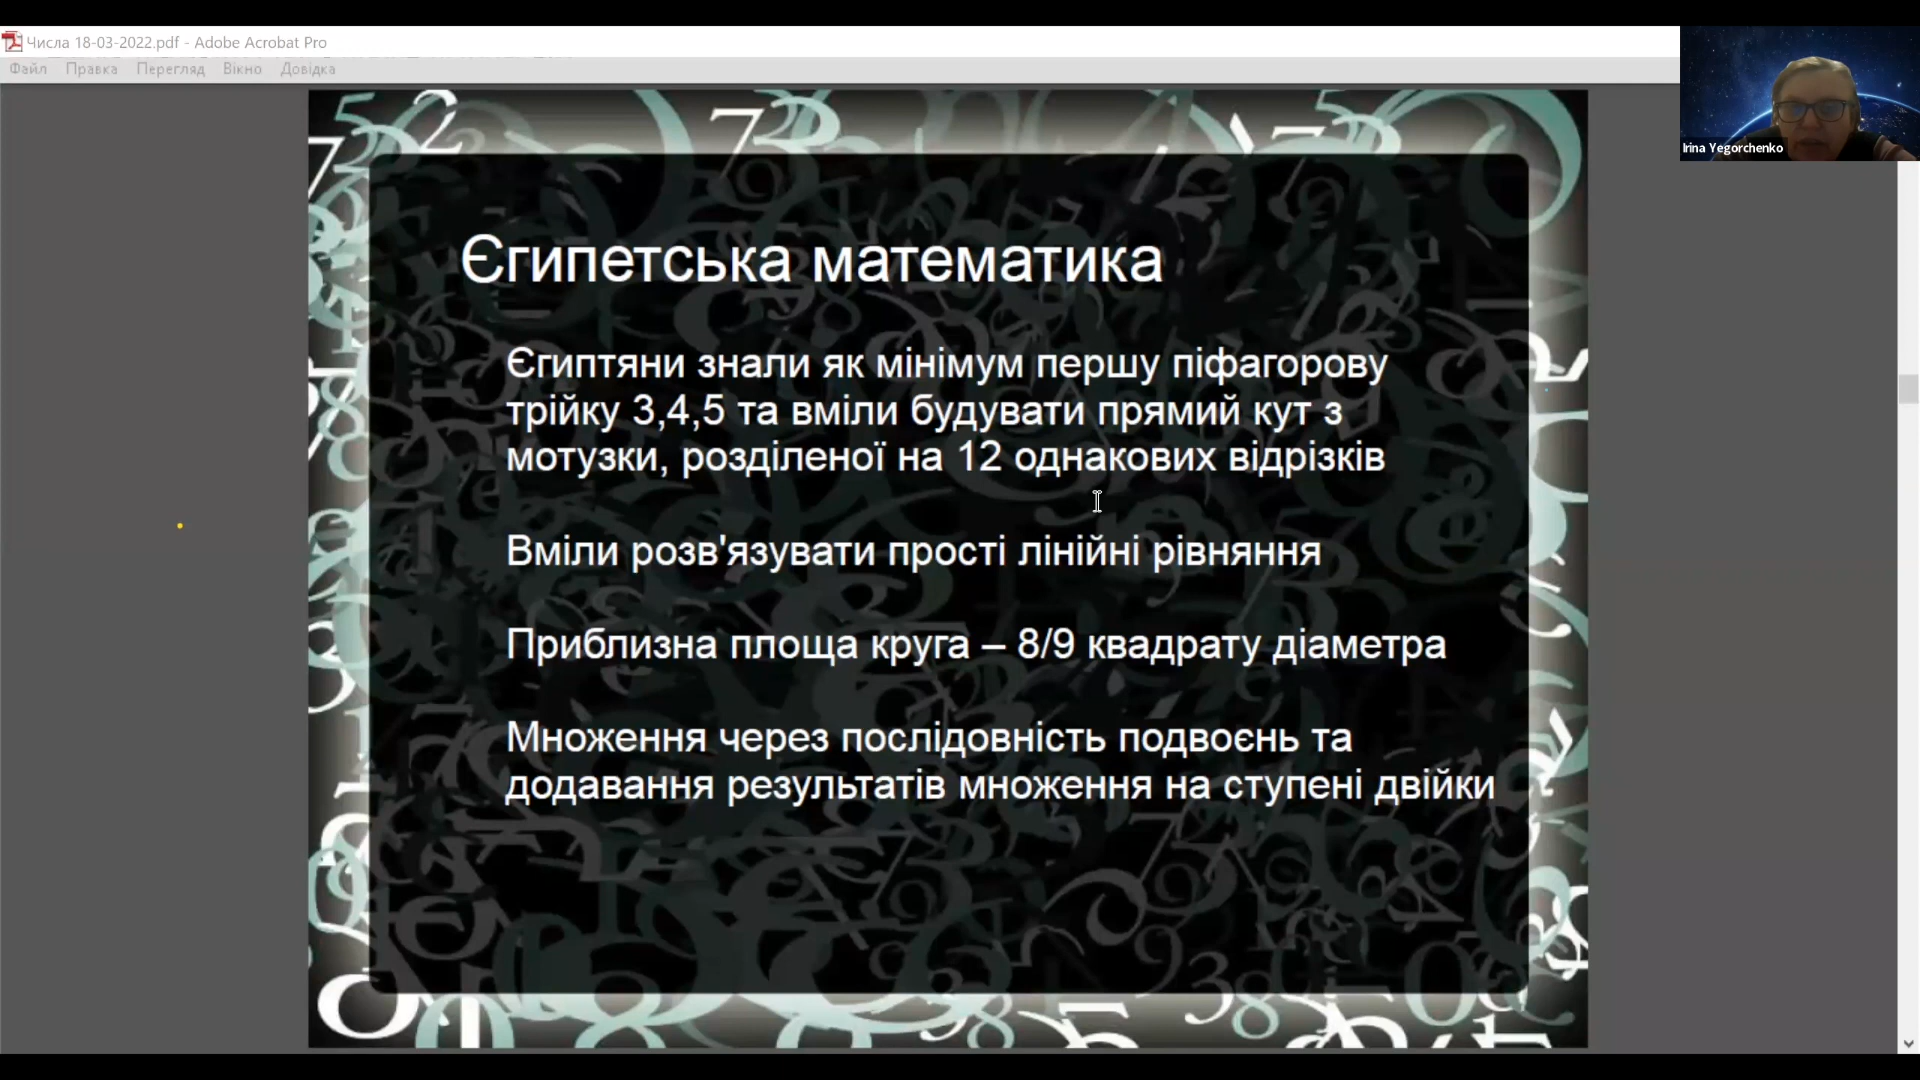 Числа 18-03-2022.pdf - Adobe Acrobat Pro
Файл Правка Перегляд Вікно Довідка
Irina Yegorchenko
Єгипетська математика
Єгиптяни знали як мінімум першу піфагорову
трійку 3,4,5 та вміли будувати прямий кут з
мотузки, розділеної на 12 однакових відрізків
Вміли розв'язувати прості лінійні рівняння
Приблизна площа круга – 8/9 квадрату діаметра
Множення через послідовність подвоєнь та
додавання результатів множення на ступені двійки